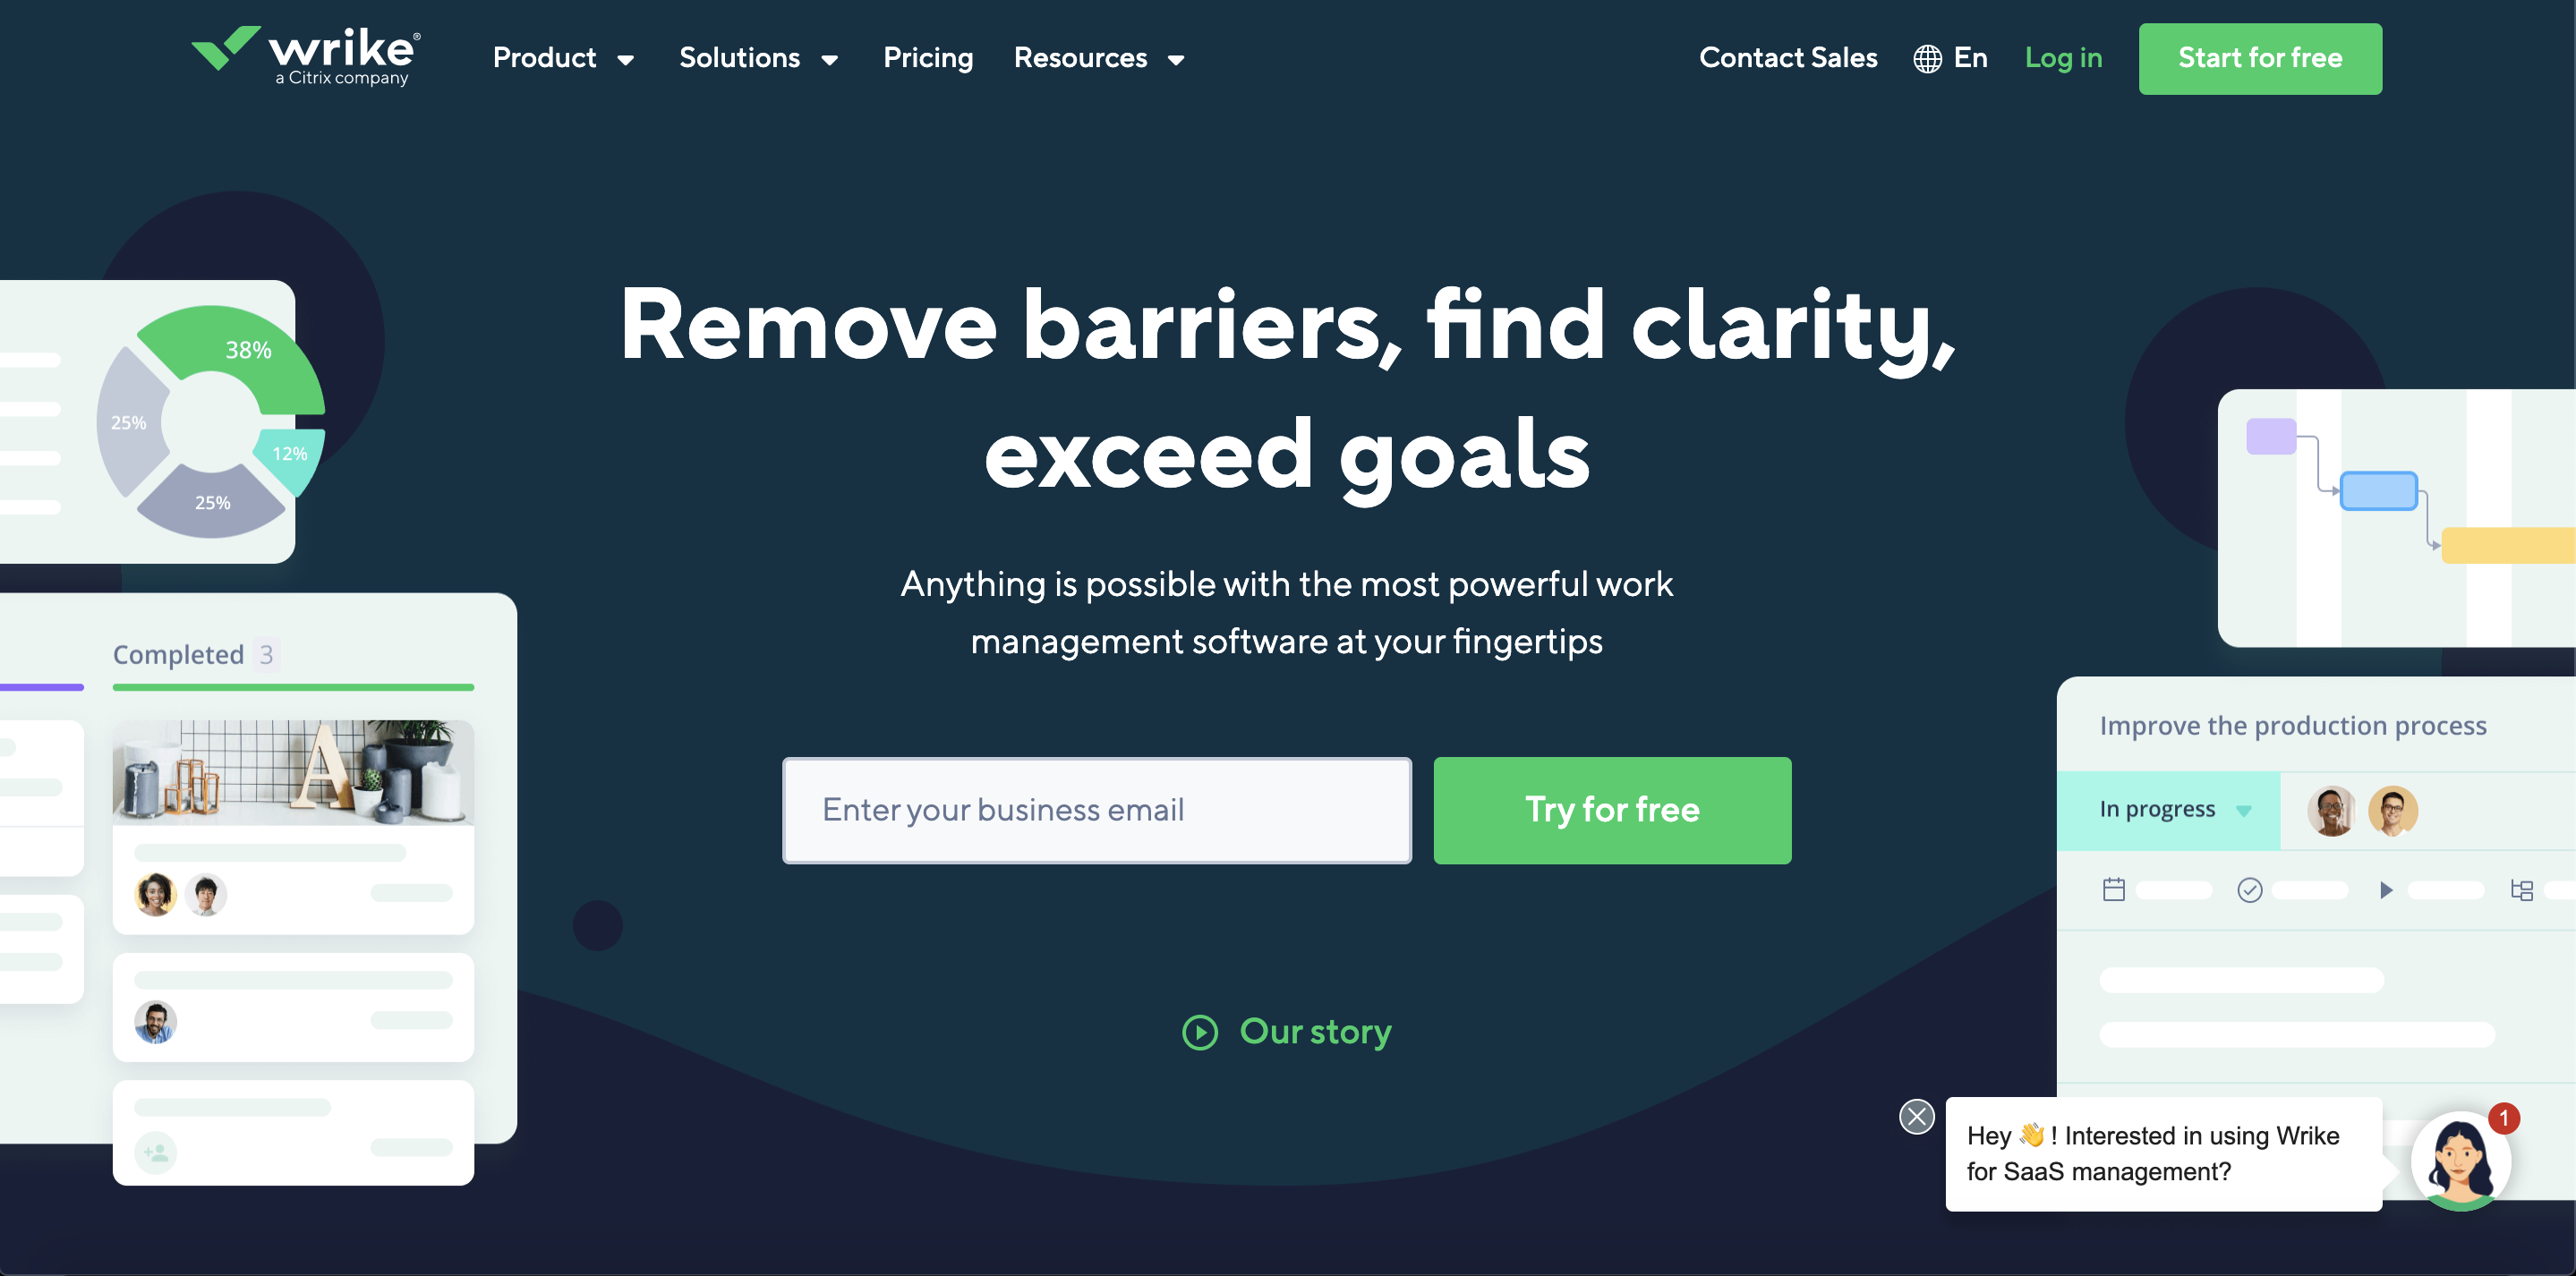 wrike®
a Citrix company
Product
Solutions
Pricing
Resources
Contact Sales
En
Log in
Start for free
Remove barriers, find clarity,
exceed goals
Anything is possible with the most powerful work
management software at your fingertips
Enter your business email
Try for free
Our story
38%
25%
12%
25%
Completed 3
A
Improve the production process
In progress
Hey 👋 ! Interested in using Wrike
for SaaS management?
1